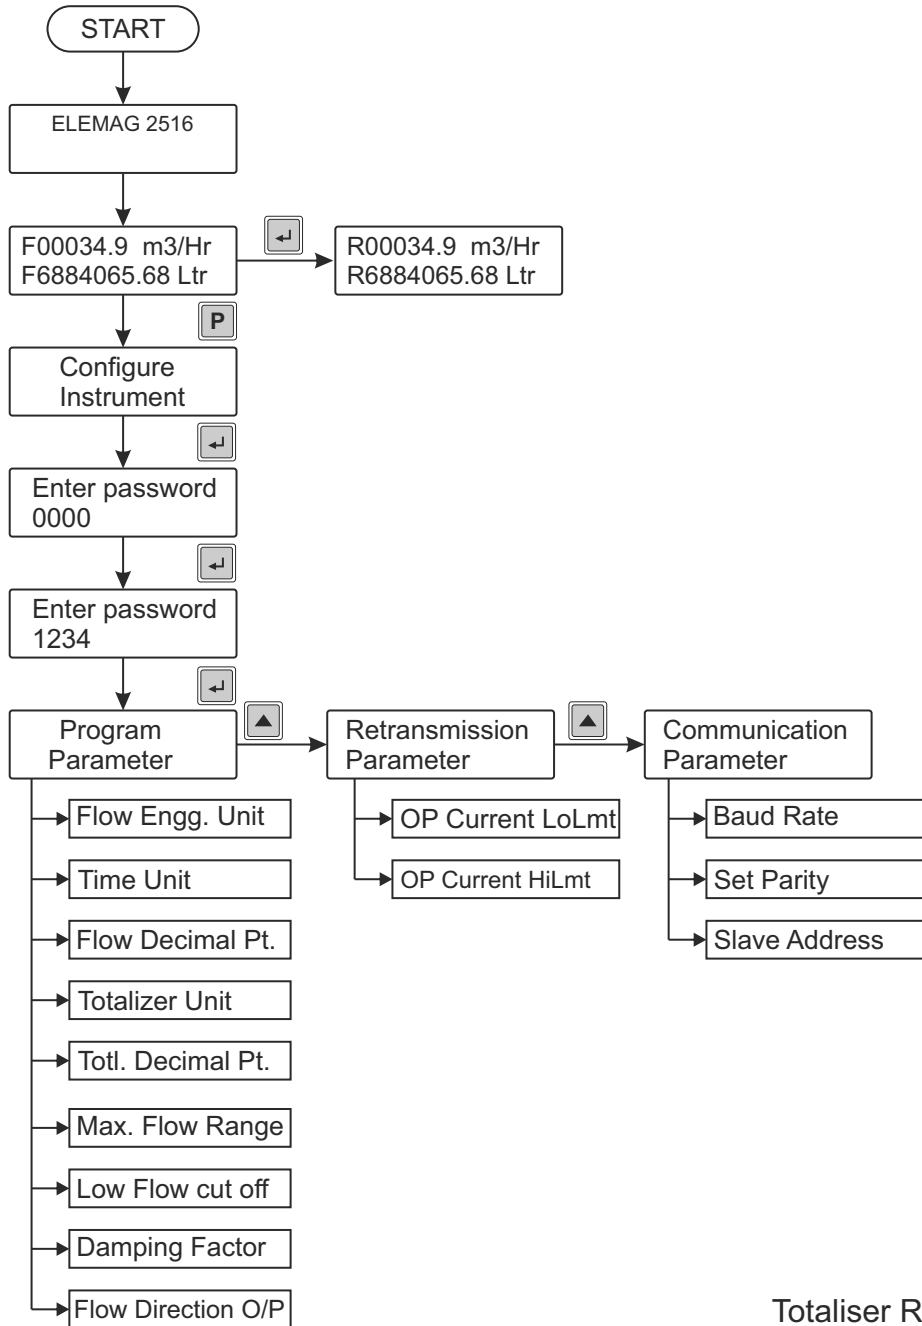 START
ELEMAG 2516
F00034.9 m3/Hr
F6884065.68 Ltr
R00034.9 m3/Hr
R6884065.68 Ltr
P
Configure
Instrument
Enter password
0000
Enter password
1234
Program
Parameter
Retransmission
Parameter
Communication
Parameter
Flow Engg. Unit
Time Unit
Flow Decimal Pt.
Totalizer Unit
Totl. Decimal Pt.
Max. Flow Range
Low Flow cut off
Damping Factor
Flow Direction O/P
OP Current LoLmt
OP Current HiLmt
Baud Rate
Set Parity
Slave Address
Totaliser R